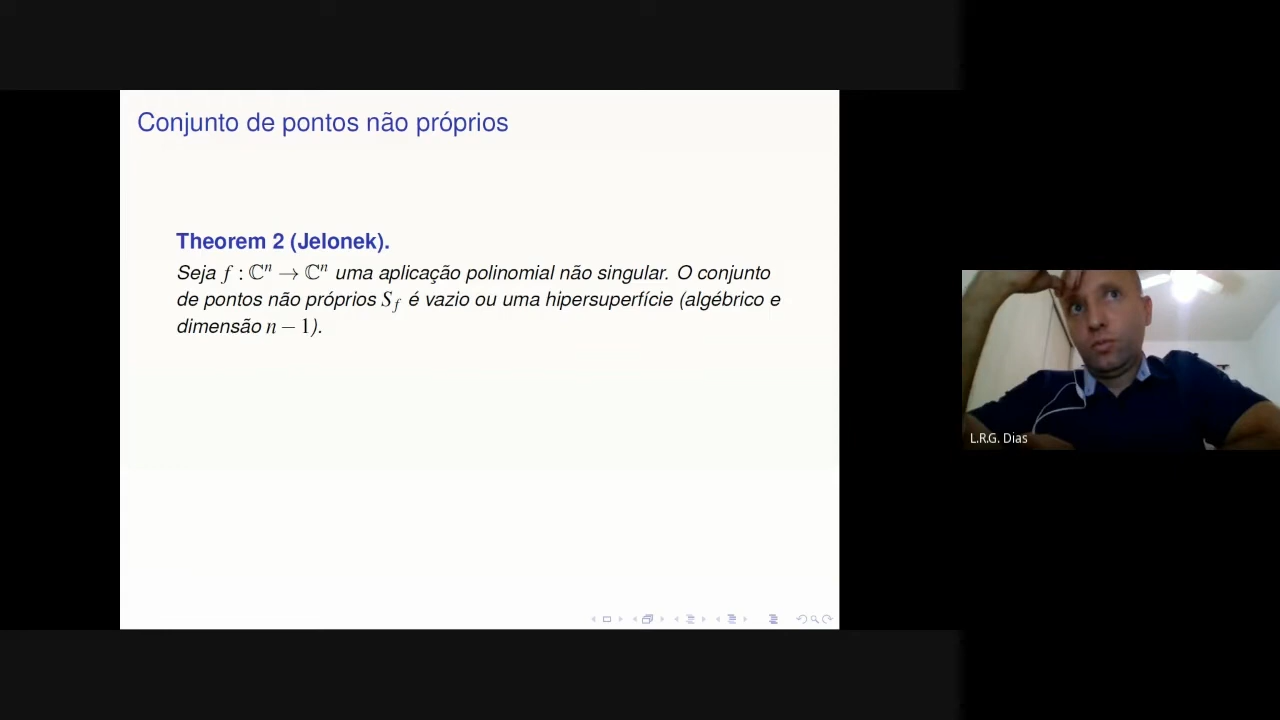 Conjunto de pontos não próprios
Theorem 2 (Jelonek).
Seja f : ℂⁿ → ℂⁿ uma aplicação polinomial não singular. O conjunto
de pontos não próprios S_f é vazio ou uma hipersuperfície (algébrico e
dimensão n − 1).
L.R.G. Dias